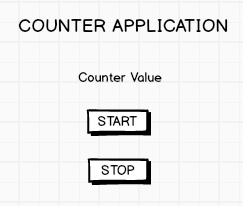 COUNTER APPLICATION
Counter Value
START
STOP